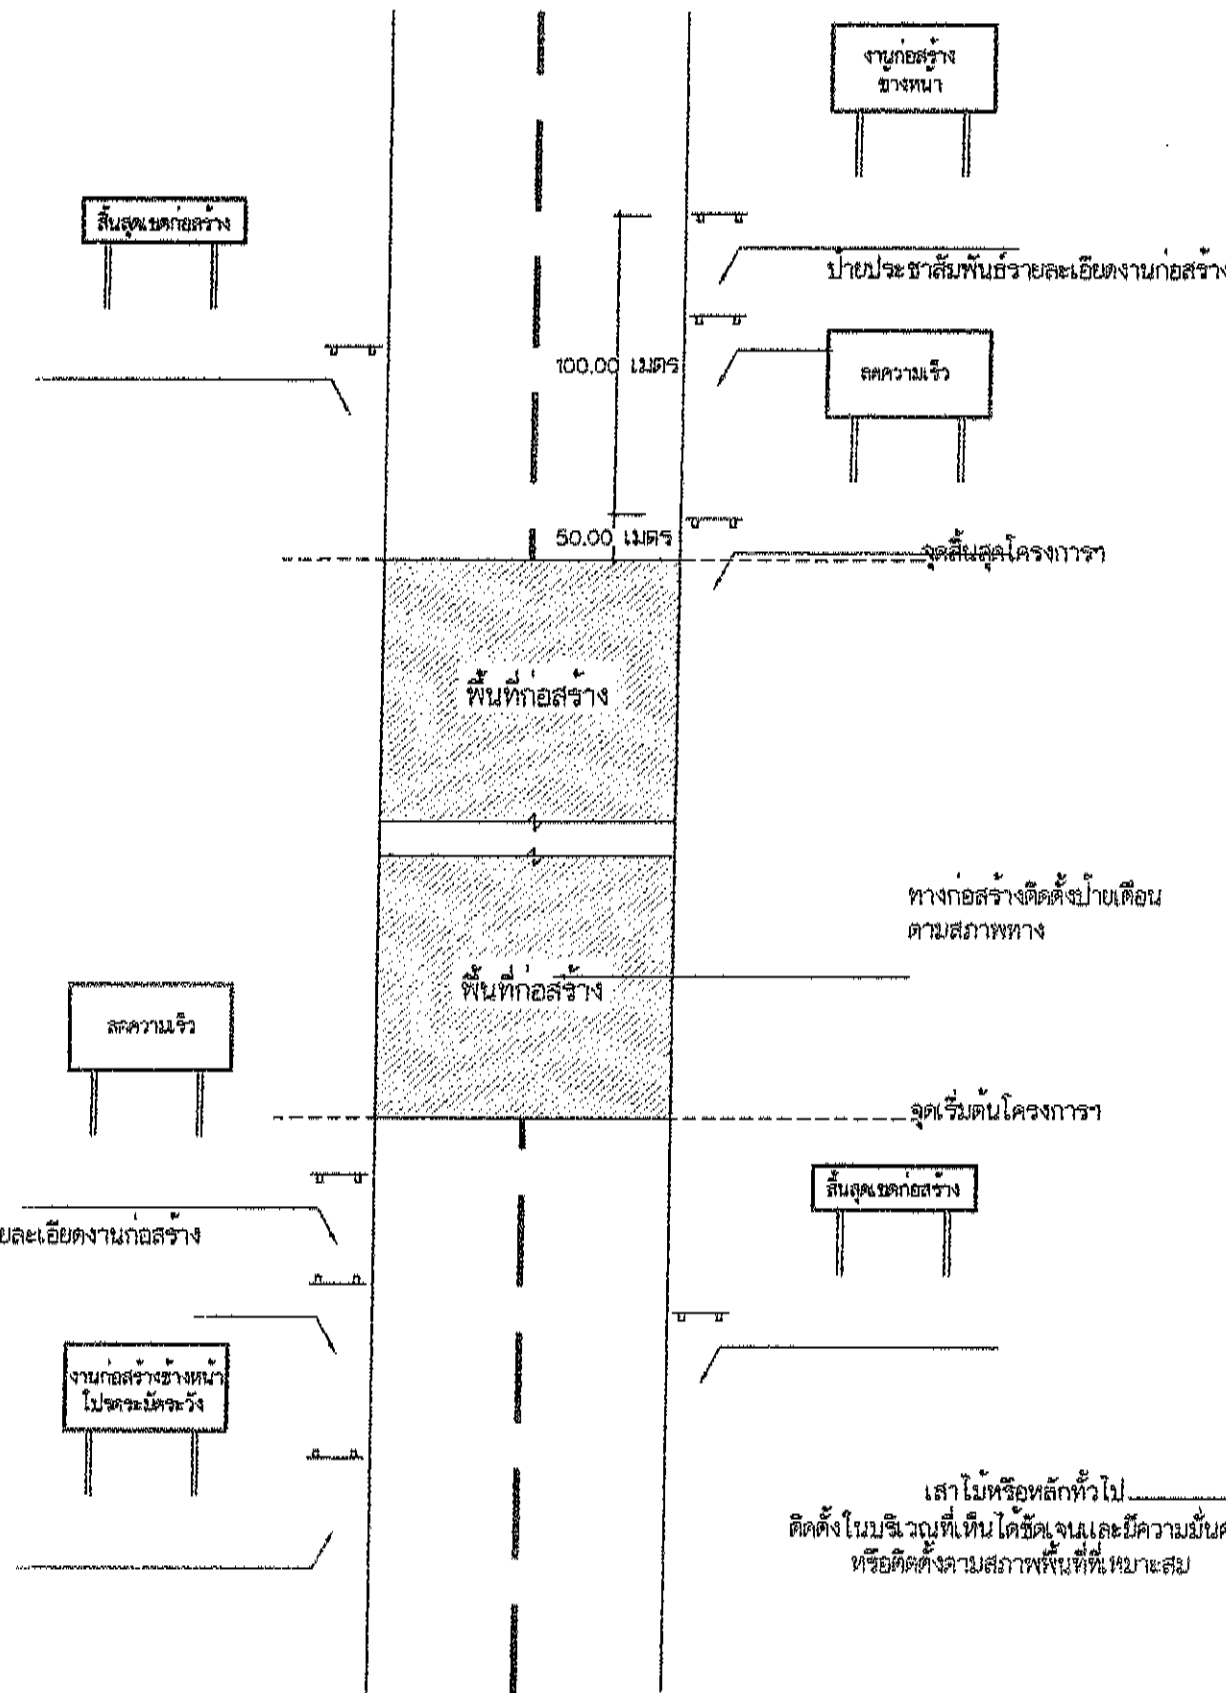 งานก่อสร้าง
ข้างหน้า
สิ้นสุดเขตก่อสร้าง
ป้ายประชาสัมพันธ์รายละเอียดงานก่อสร้าง
100.00 เมตร
ลดความเร็ว
50.00 เมตร
จุดสิ้นสุดโครงการฯ
พื้นที่ก่อสร้าง
ทางก่อสร้างติดตั้งป้ายเตือน
ตามสภาพทาง
พื้นที่ก่อสร้าง
ลดความเร็ว
จุดเริ่มต้นโครงการฯ
สิ้นสุดเขตก่อสร้าง
ยละเอียดงานก่อสร้าง
งานก่อสร้างข้างหน้า
โปรดระมัดระวัง
เสาไม้หรือหลักทั่วไป
ติดตั้งในบริเวณที่เห็นได้ชัดเจนและมีความมั่นค
หรือติดตั้งตามสภาพพื้นที่ที่เหมาะสม